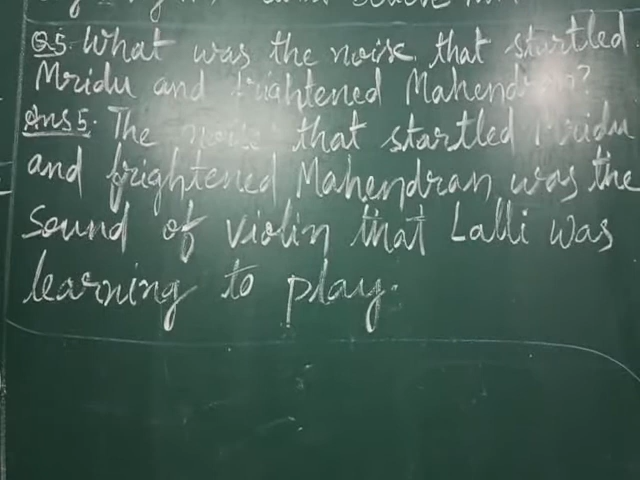 Q5. What was the noise that startled
Mridu and frightened Mahendran?
Ans5. The noise that startled Mridu
and frightened Mahendran was the
sound of violin that Lalli was
learning to play.